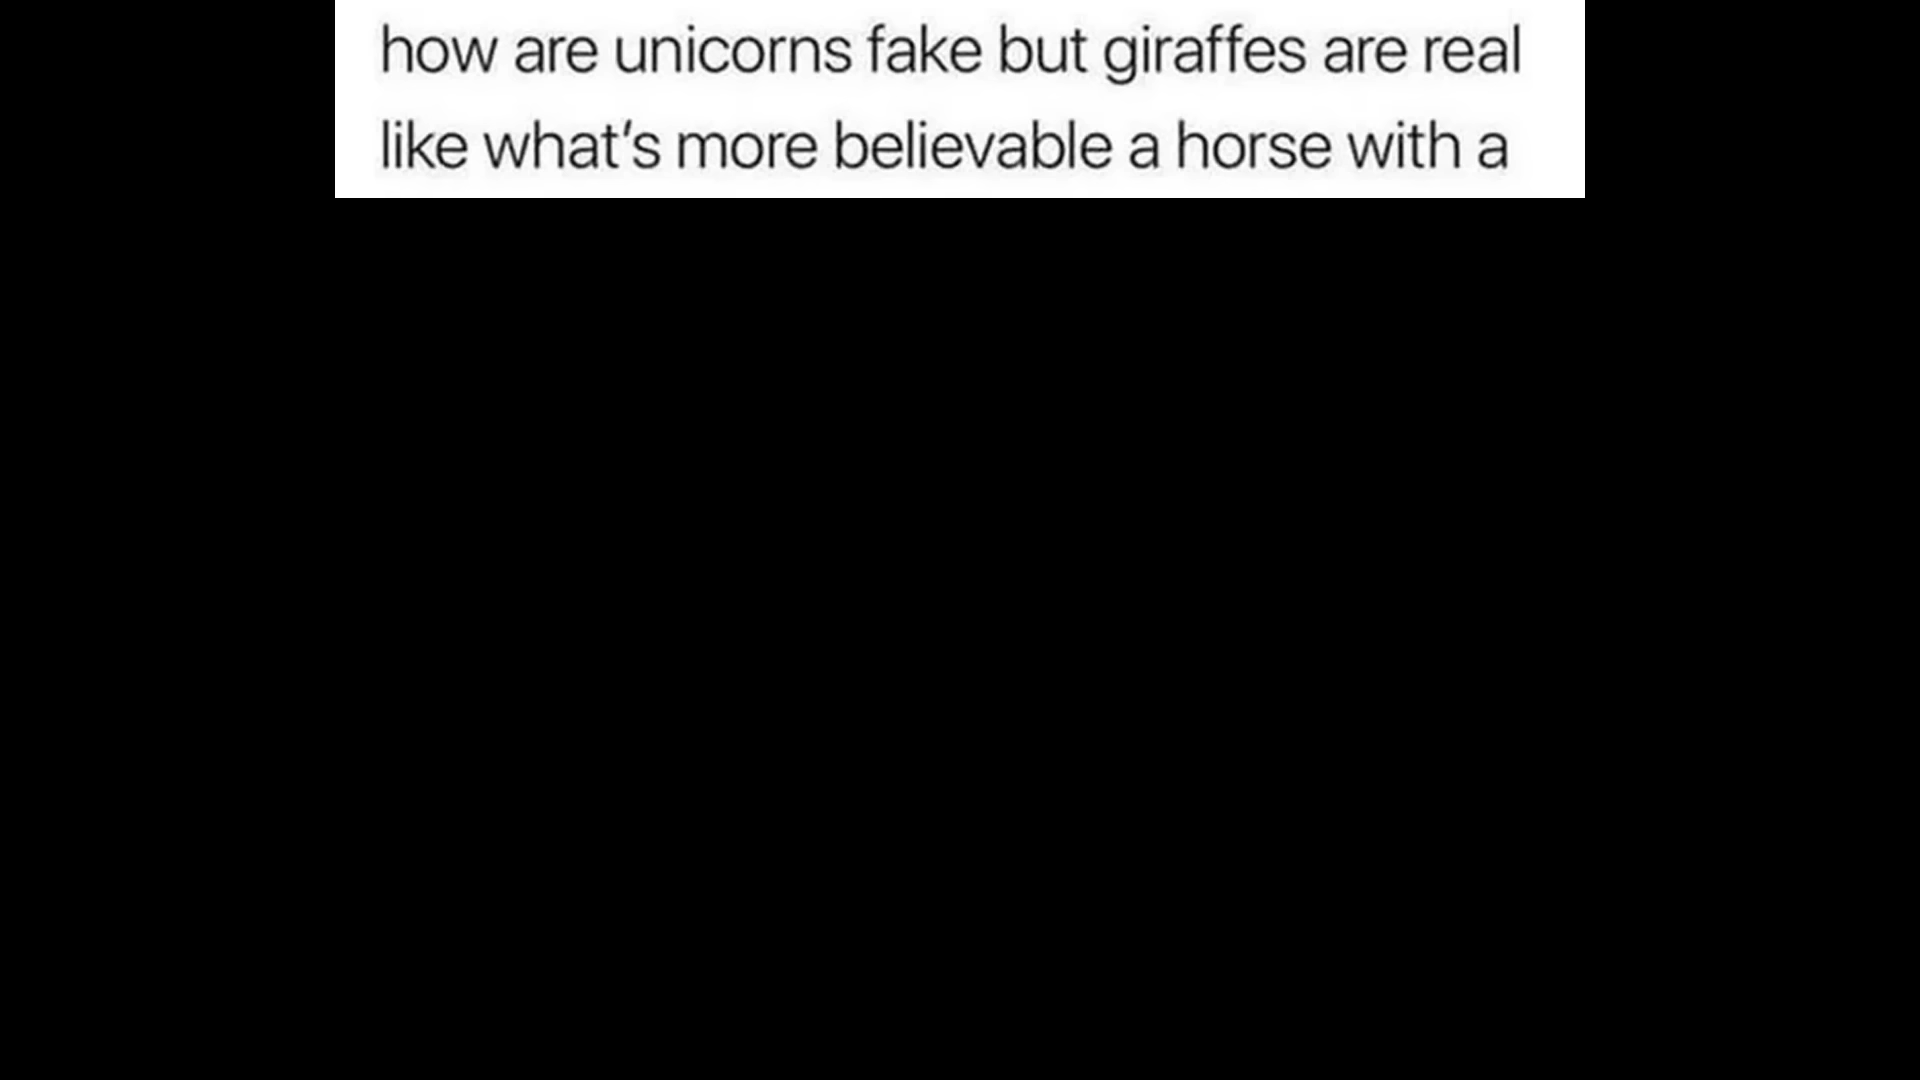 how are unicorns fake but giraffes are real
like what's more believable a horse with a